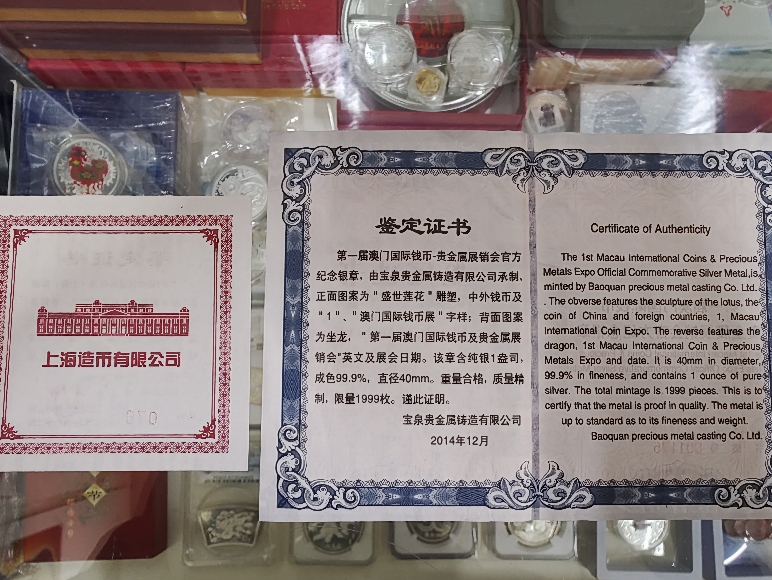 上海造币有限公司
鉴定证书
第一届澳门国际钱币-贵金属展销会官方
纪念银章，由宝泉贵金属铸造有限公司承制，
正面图案为"盛世莲花"雕塑，中外钱币及
"1"、"澳门国际钱币展"字样；背面图案
为坐龙，"第一届澳门国际钱币及贵金属展
销会"英文及展会日期。该章含纯银1盎司，
成色99.9%，直径40mm。重量合格，质量精
制，限量1999枚。谨此证明。
宝泉贵金属铸造有限公司
2014年12月
Certificate of Authenticity
The 1st Macau International Coins & Precious
Metals Expo Official Commemorative Silver Metal,is
minted by Baoquan precious metal casting Co. Ltd.
. The obverse features the sculpture of the lotus, the
coin of China and foreign countries, 1, Macau
International Coin Expo. The reverse features the
dragon, 1st Macau International Coin & Precious
Metals Expo and date. It is 40mm in diameter,
99.9% in fineness, and contains 1 ounce of pure
silver. The total mintage is 1999 pieces. This is to
certify that the metal is proof in quality. The metal is
up to standard as to its fineness and weight.
Baoquan precious metal casting Co. Ltd.